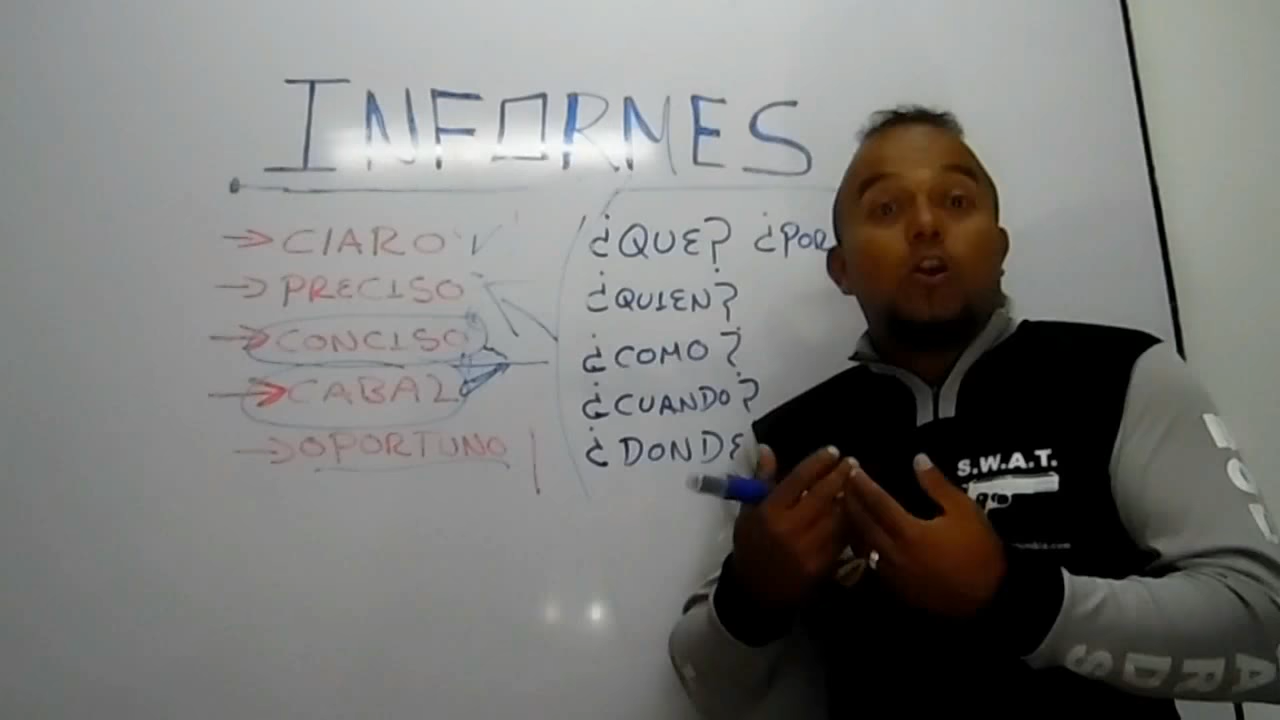 INFORMES
CLARO
PRECISO
CONCISO
CABAL
OPORTUNO
¿QUE? ¿POR
¿QUIEN?
¿COMO?
¿CUANDO?
¿DONDE
S.W.A.T.